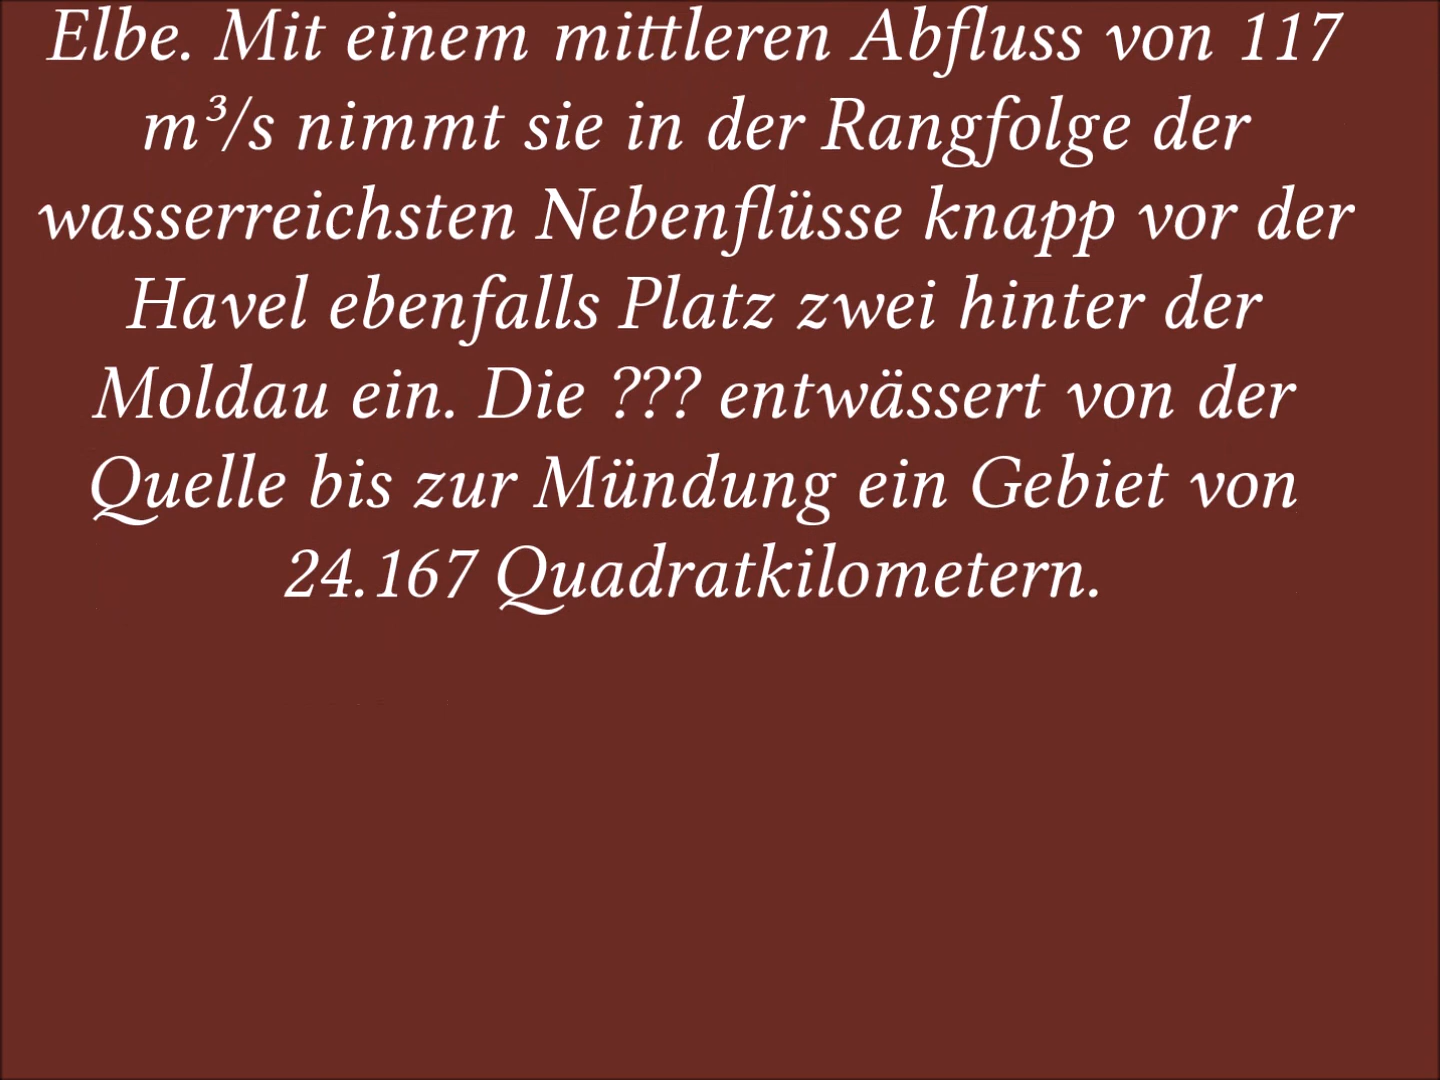 Elbe. Mit einem mittleren Abfluss von 117
m³/s nimmt sie in der Rangfolge der
wasserreichsten Nebenflüsse knapp vor der
Havel ebenfalls Platz zwei hinter der
Moldau ein. Die ??? entwässert von der
Quelle bis zur Mündung ein Gebiet von
24.167 Quadratkilometern.